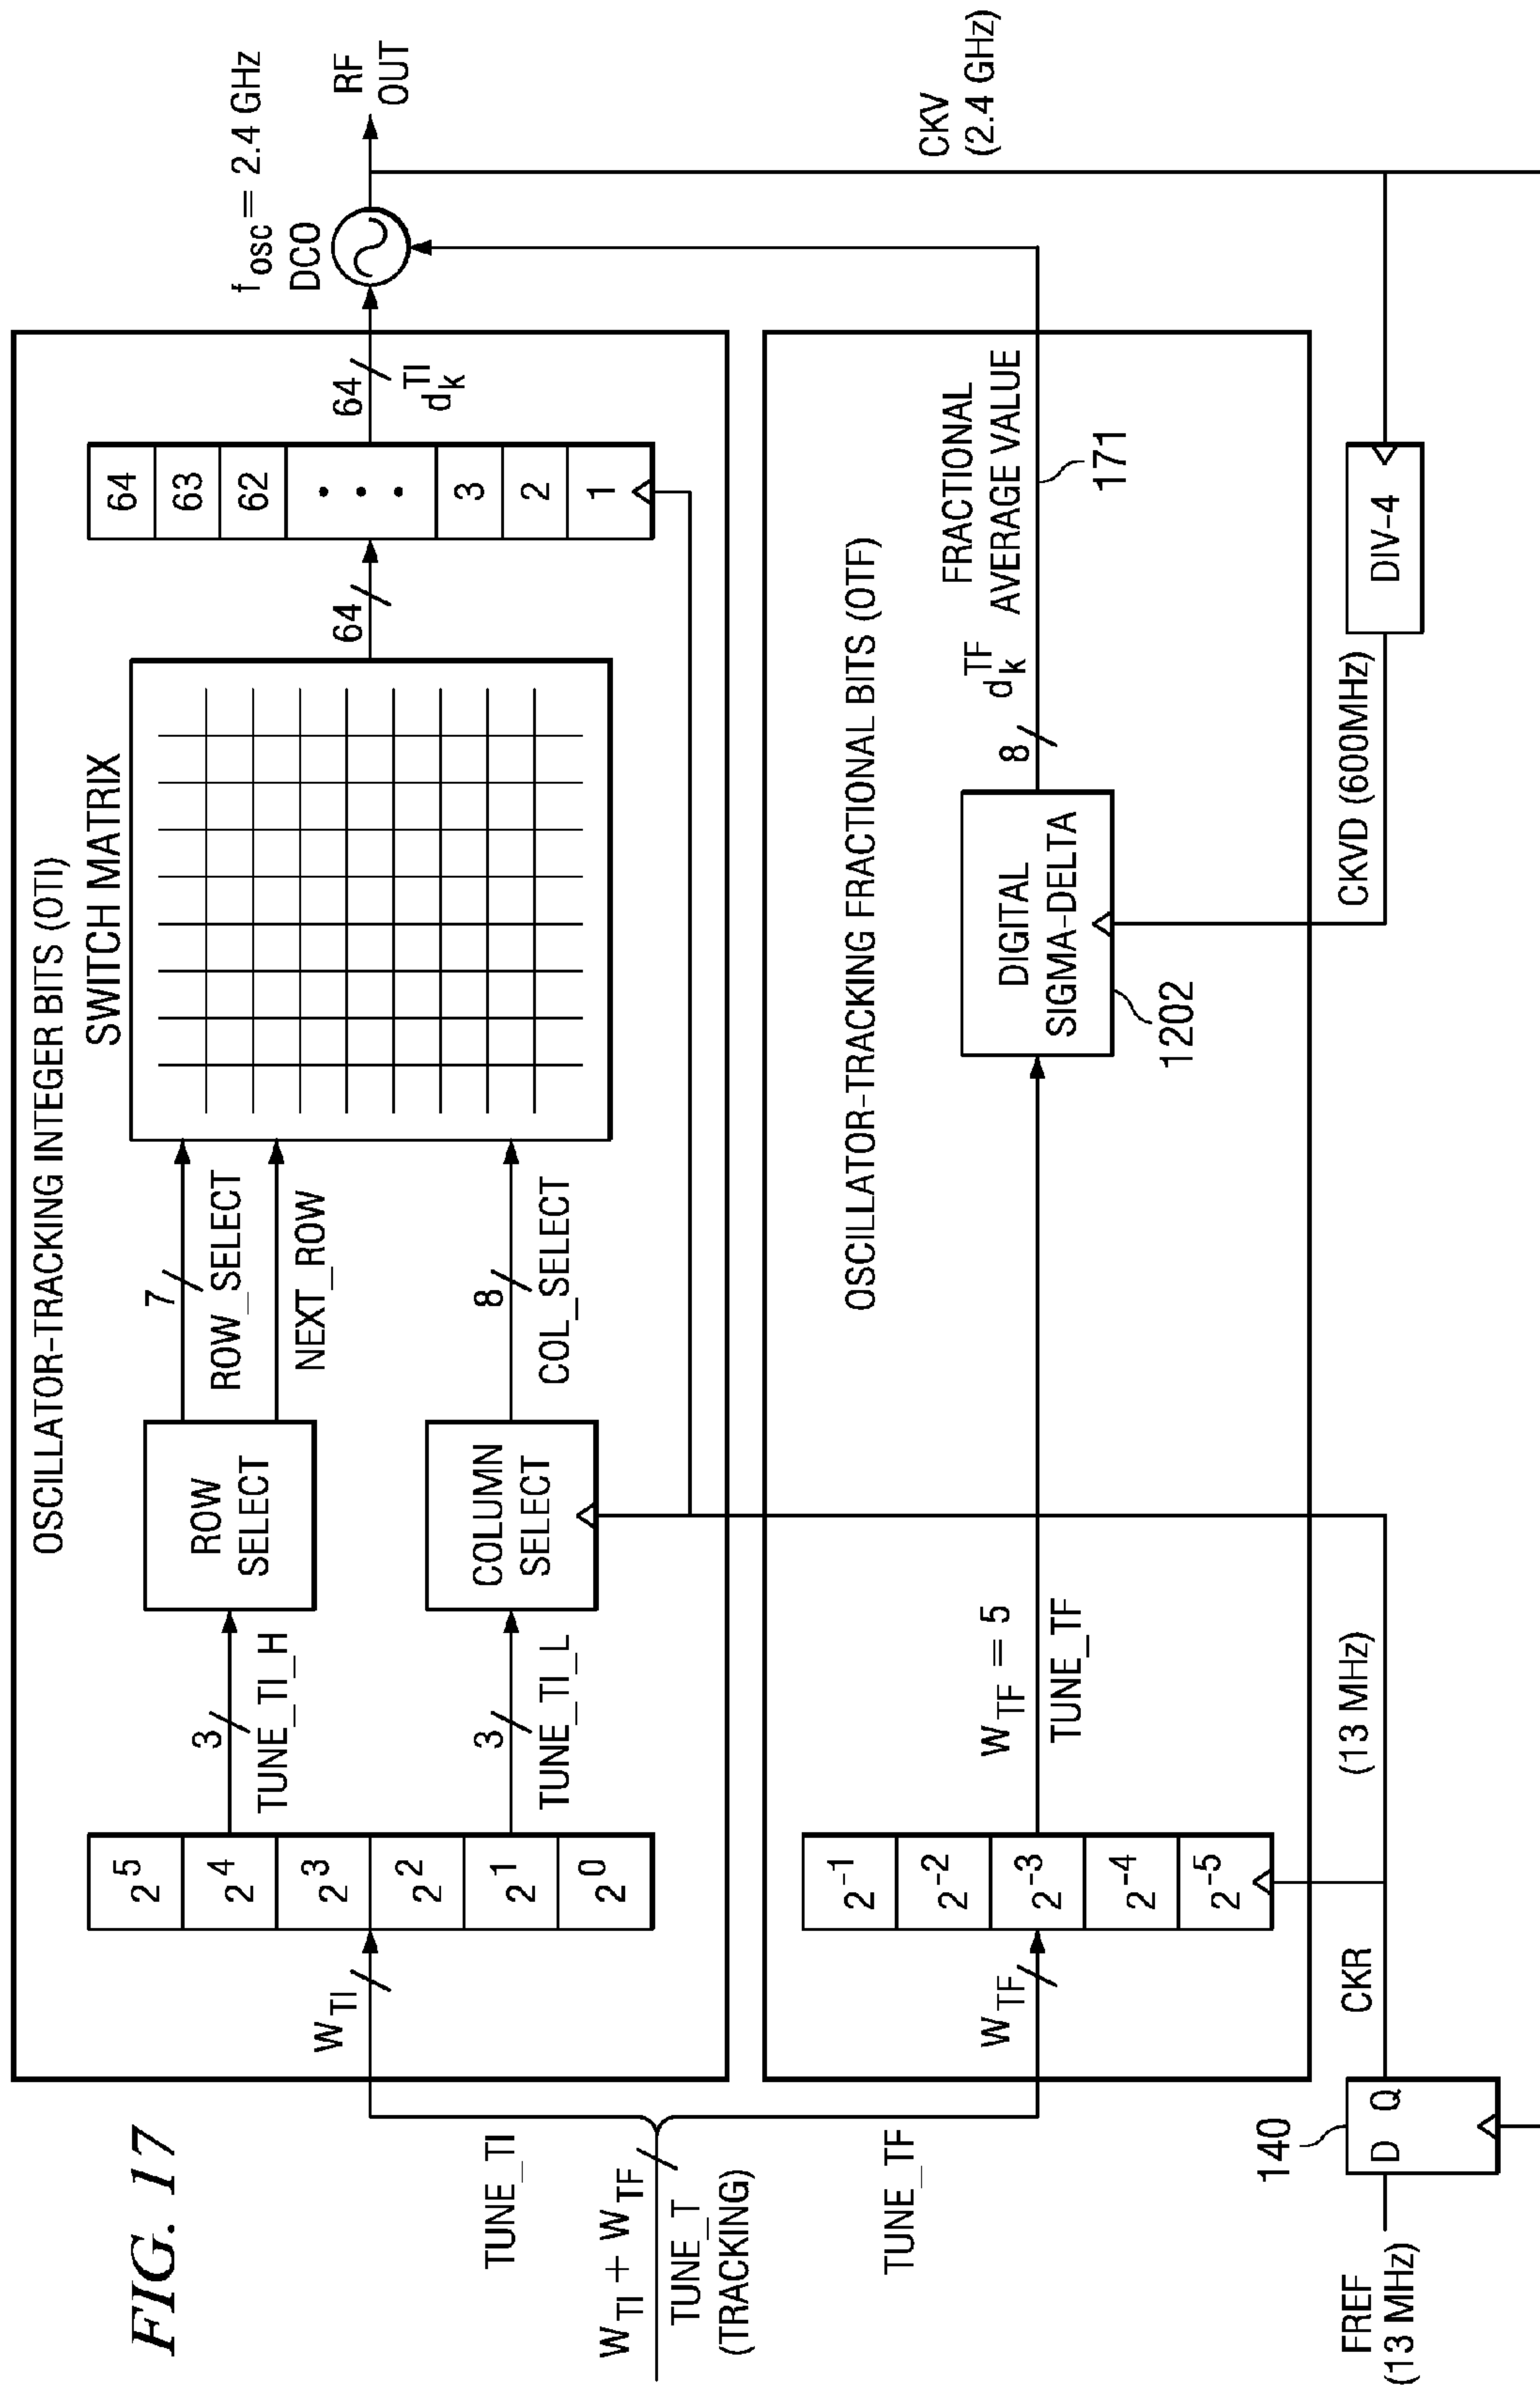 FIG. 17
OSCILLATOR-TRACKING INTEGER BITS (OTI)
W_TI + W_TF
TUNE_T
(TRACKING)
TUNE_TI
W_TI
2^5
2^4
2^3
2^2
2^1
2^0
3
TUNE_TI_H
3
TUNE_TI_L
ROW
SELECT
COLUMN
SELECT
7
ROW_SELECT
NEXT_ROW
8
COL_SELECT
SWITCH MATRIX
64
64
63
62
• • •
3
2
1
64
d_k^TI
f_osc = 2.4 GHz
DCO
RF
OUT
TUNE_TF
W_TF
2^-1
2^-2
2^-3
2^-4
2^-5
W_TF = 5
TUNE_TF
OSCILLATOR-TRACKING FRACTIONAL BITS (OTF)
DIGITAL
SIGMA-DELTA
1202
8
d_k^TF
FRACTIONAL
AVERAGE VALUE
171
CKV
(2.4 GHz)
FREF
(13 MHz)
140
D Q
CKR
(13 MHz)
CKVD (600MHz)
DIV-4